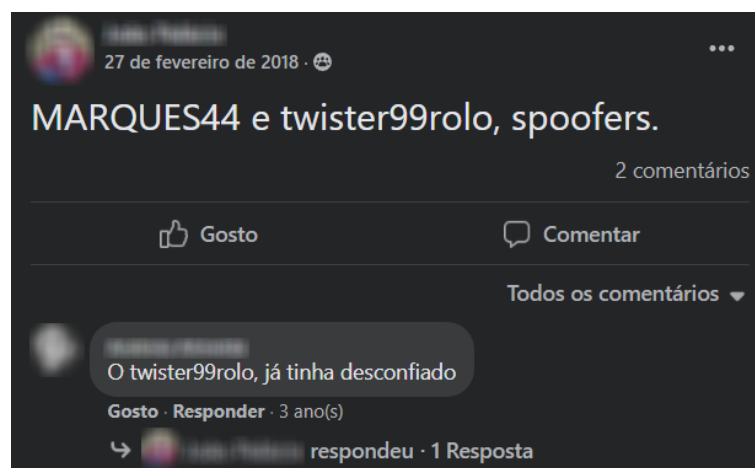 27 de fevereiro de 2018 ·
MARQUES44 e twister99rolo, spoofers.
2 comentários
Gosto
Comentar
Todos os comentários
O twister99rolo, já tinha desconfiado
Gosto · Responder · 3 ano(s)
respondeu · 1 Resposta